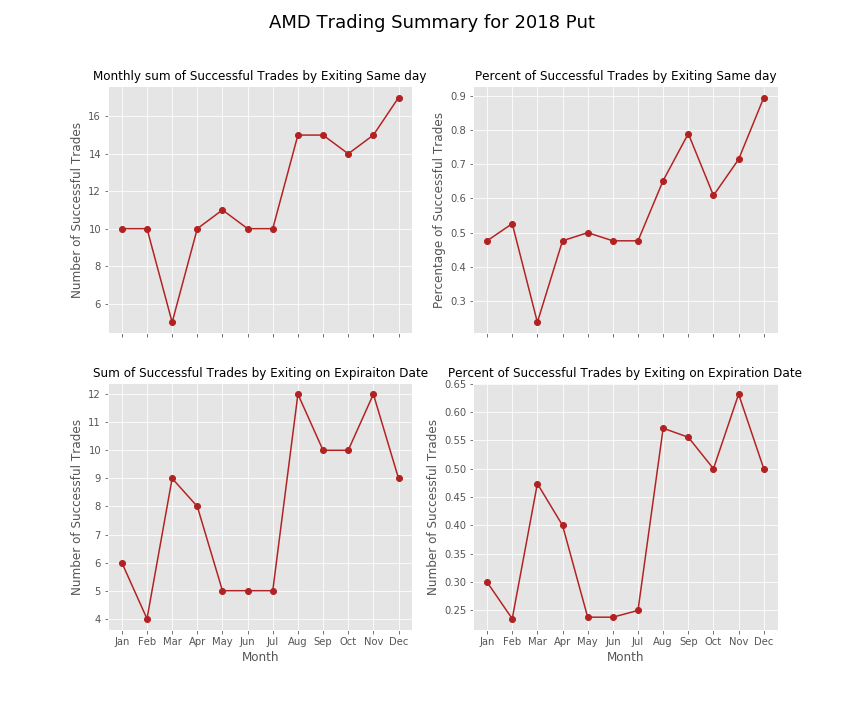 AMD Trading Summary for 2018 Put
Monthly sum of Successful Trades by Exiting Same day
Number of Successful Trades
16
14
12
10
8
6
Percent of Successful Trades by Exiting Same day
Percentage of Successful Trades
0.9
0.8
0.7
0.6
0.5
0.4
0.3
Sum of Successful Trades by Exiting on Expiraiton Date
Number of Successful Trades
12
11
10
9
8
7
6
5
4
Jan Feb Mar Apr May Jun Jul Aug Sep Oct Nov Dec
Month
Percent of Successful Trades by Exiting on Expiration Date
Number of Successful Trades
0.65
0.60
0.55
0.50
0.45
0.40
0.35
0.30
0.25
Jan Feb Mar Apr May Jun Jul Aug Sep Oct Nov Dec
Month